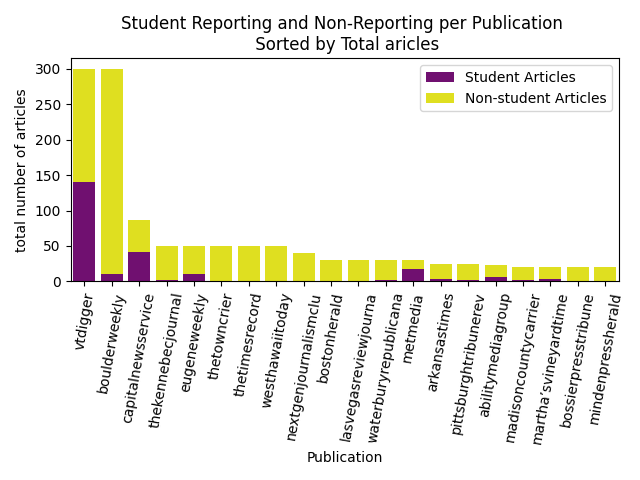 Student Reporting and Non-Reporting per Publication
Sorted by Total aricles
Student Articles
Non-student Articles
total number of articles
300
250
200
150
100
50
0
vtdigger
boulderweekly
capitalnewsservice
thekennebecjournal
eugeneweekly
thetowncrier
thetimesrecord
westhawaiitoday
nextgenjournalismclu
bostonherald
lasvegasreviewjourna
waterburyrepublicana
metmedia
arkansastimes
pittsburghtribunerev
abilitymediagroup
madisoncountycarrier
martha'svineyardtime
bossierpresstribune
mindenpressherald
Publication